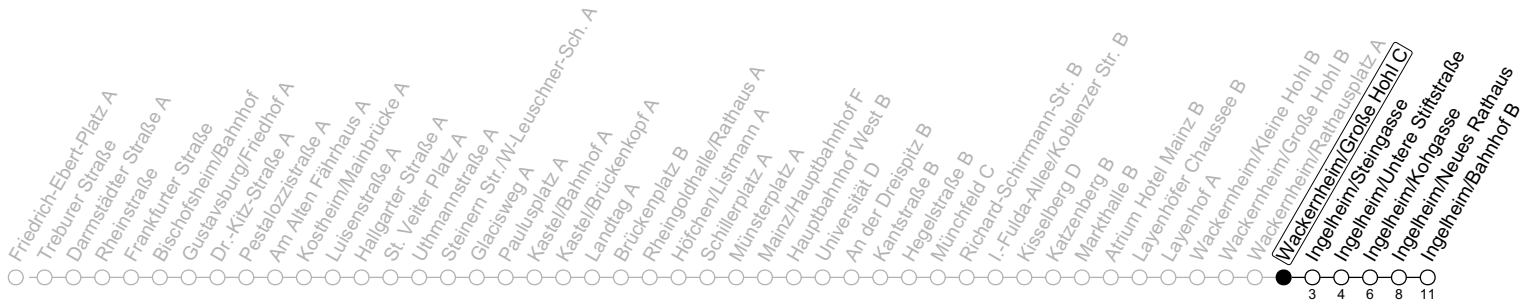 Friedrich-Ebert-Platz A
Treburer Straße
Darmstädter Straße A
Rheinstraße
Frankfurter Straße
Bischofsheim/Bahnhof
Gustavsburg/Friedhof A
Dr.-Kitz-Straße A
Pestalozzistraße A
Am Alten Fährhaus A
Kostheim/Mainbrücke A
Luisenstraße A
Hallgarter Straße A
St. Veiter Platz A
Uthmannstraße A
Steinern Str./W-Leuschner-Sch. A
Glacisweg A
Paulusplatz A
Kastel/Bahnhof A
Kastel/Brückenkopf A
Landtag A
Brückenplatz B
Rheingoldhalle/Rathaus A
Höfchen/Listmann A
Schillerplatz A
Münsterplatz A
Mainz/Hauptbahnhof F
Hauptbahnhof West B
Universität D
An der Dreispitz B
Kantstraße B
Hegelstraße B
Münchfeld C
Richard-Schirrmann-Str. B
I.-Fulda-Allee/Koblenzer Str. B
Kisselberg D
Katzenberg B
Markthalle B
Atrium Hotel Mainz B
Layenhöfer Chaussee B
Layenhof A
Wackernheim/Kleine Hohl B
Wackernheim/Große Hohl B
Wackernheim/Rathausplatz A
Wackernheim/Große Hohl C
Ingelheim/Steingasse
Ingelheim/Untere Stiftstraße
Ingelheim/Kohgasse
Ingelheim/Neues Rathaus
Ingelheim/Bahnhof B
3 4 6 8 11